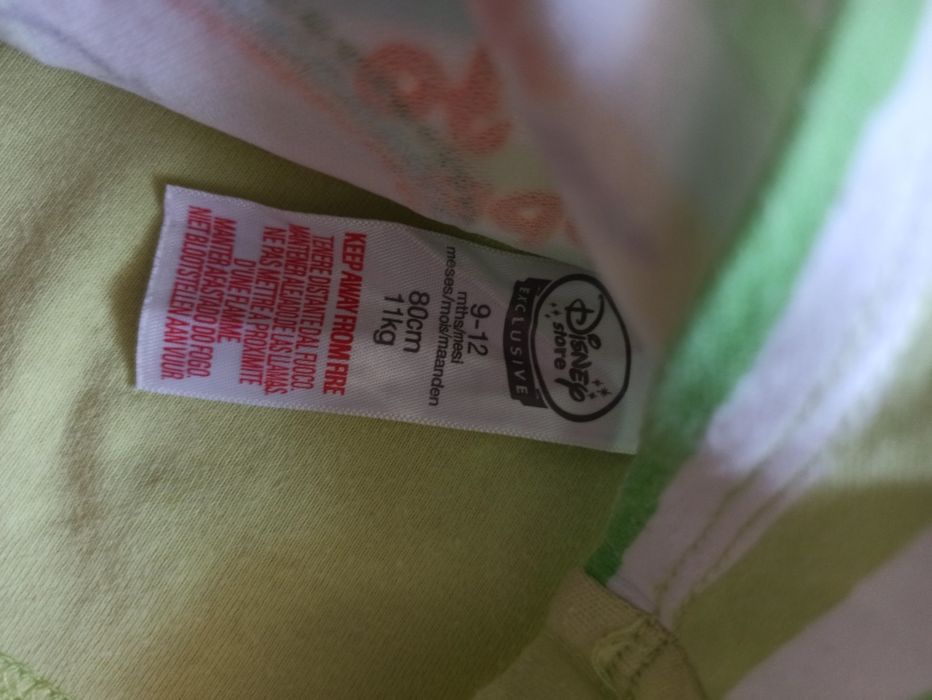 Disney
store
EXCLUSIVE
9-12
mths/mesi
meses/mois/maanden
80cm
11kg
KEEP AWAY FROM FIRE
TENERE DISTANTE DAL FUOCO.
MANTENER ALEJADO DE LAS LLAMAS.
NE PAS METTRE A PROXIMITE
D'UNE FLAMME
MANTER AFASTADO DO FOGO.
NIET BLOOTSTELLEN AAN VUUR.